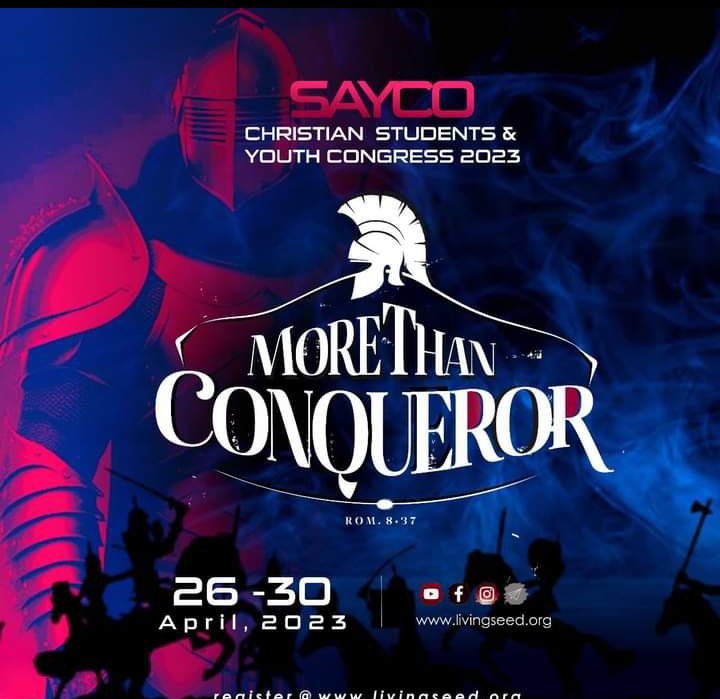 SAYCO
CHRISTIAN STUDENTS &
YOUTH CONGRESS 2023
MORE THAN
CONQUEROR
ROM. 8:37
26 -30
April, 2023
www.livingseed.org
register @ www.livingseed.org